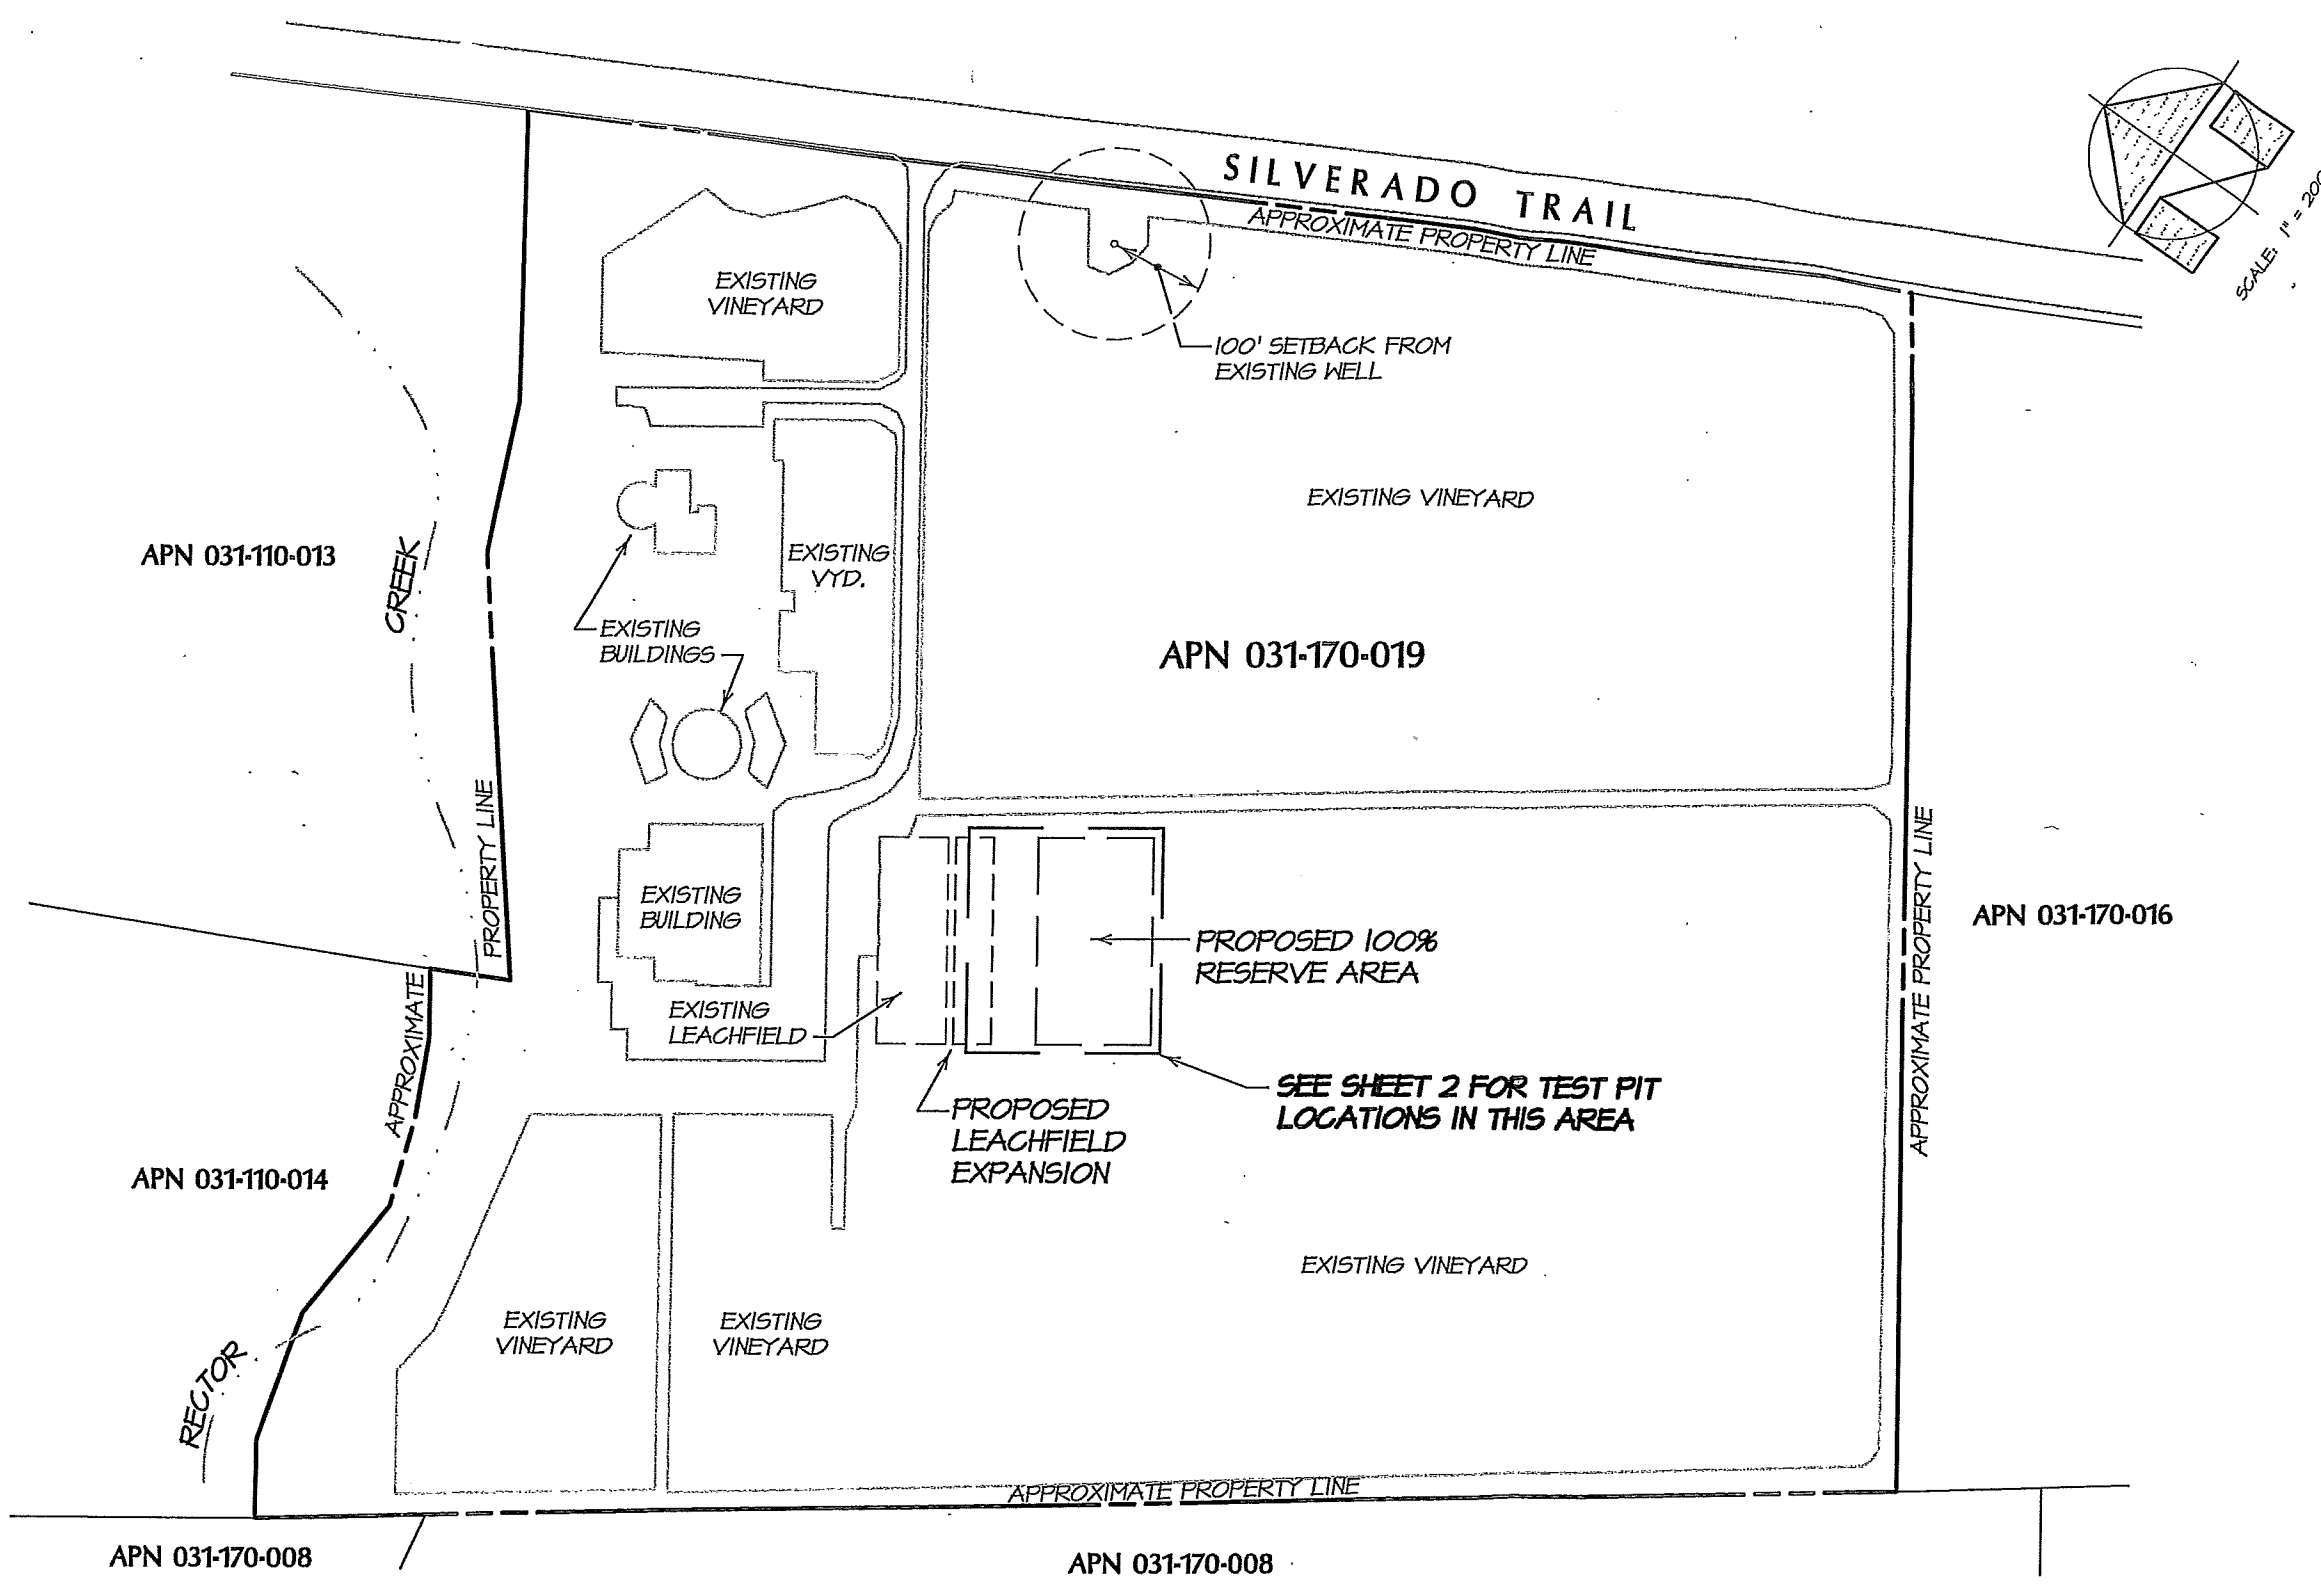 SILVERADO TRAIL
APPROXIMATE PROPERTY LINE
SCALE: 1" = 200
EXISTING
VINEYARD
100' SETBACK FROM
EXISTING WELL
EXISTING VINEYARD
APN 031-110-013
CREEK
EXISTING
VYD.
EXISTING
BUILDINGS
APN 031-170-019
PROPERTY LINE
APPROXIMATE
EXISTING
BUILDING
EXISTING
LEACHFIELD
PROPOSED 100%
RESERVE AREA
APPROXIMATE PROPERTY LINE
APN 031-170-016
SEE SHEET 2 FOR TEST PIT
LOCATIONS IN THIS AREA
PROPOSED
LEACHFIELD
EXPANSION
APN 031-110-014
EXISTING VINEYARD
EXISTING
VINEYARD
EXISTING
VINEYARD
RECTOR
APPROXIMATE PROPERTY LINE
APN 031-170-008
APN 031-170-008